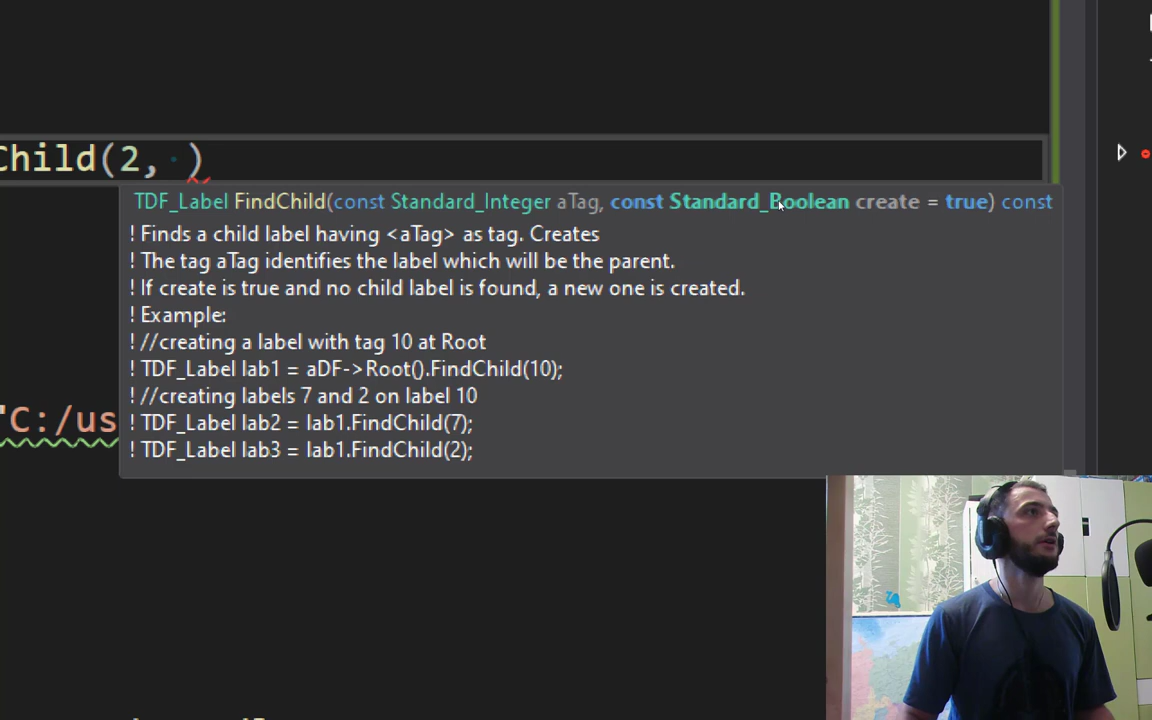 Child(2, )
TDF_Label FindChild(const Standard_Integer aTag, const Standard_Boolean create = true) const
! Finds a child label having <aTag> as tag. Creates
! The tag aTag identifies the label which will be the parent.
! If create is true and no child label is found, a new one is created.
! Example:
! //creating a label with tag 10 at Root
! TDF_Label lab1 = aDF->Root().FindChild(10);
! //creating labels 7 and 2 on label 10
! TDF_Label lab2 = lab1.FindChild(7);
! TDF_Label lab3 = lab1.FindChild(2);
"C:/us